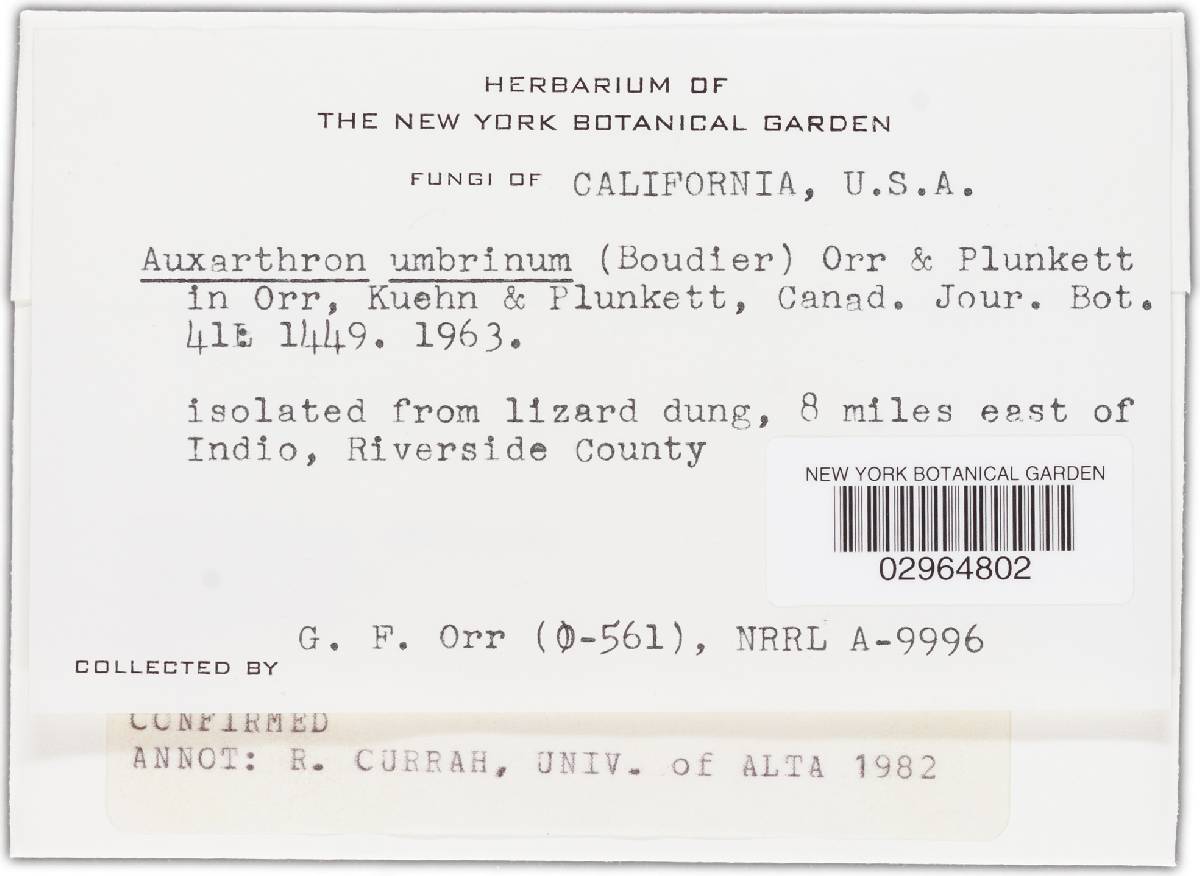 HERBARIUM OF
THE NEW YORK BOTANICAL GARDEN
FUNGI OF CALIFORNIA, U.S.A.
Auxarthron umbrinum (Boudier) Orr & Plunkett
in Orr, Kuehn & Plunkett, Canad. Jour. Bot.
41: 1449. 1963.
isolated from lizard dung, 8 miles east of
Indio, Riverside County
NEW YORK BOTANICAL GARDEN
02964802
G. F. Orr (O-561), NRRL A-9996
COLLECTED BY
CONFIRMED
ANNOT: R. CURRAH, UNIV. of ALTA 1982